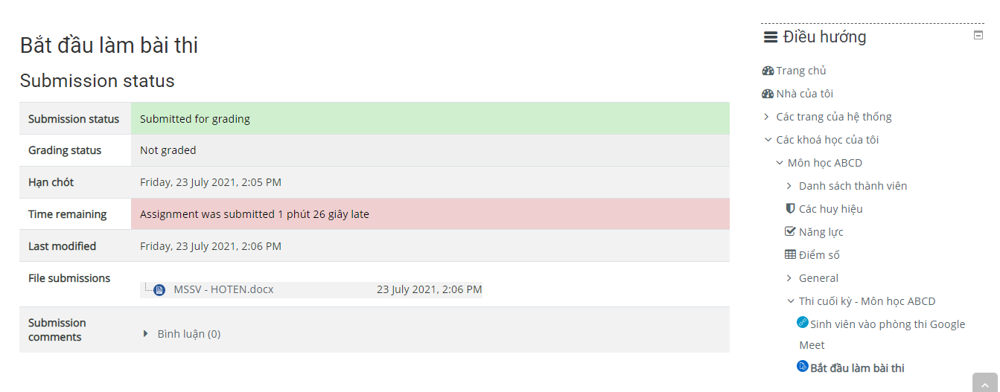 Bắt đầu làm bài thi
Submission status
Submission status Submitted for grading
Grading status Not graded
Hạn chót Friday, 23 July 2021, 2:05 PM
Time remaining Assignment was submitted 1 phút 26 giây late
Last modified Friday, 23 July 2021, 2:06 PM
File submissions
MSSV - HOTEN.docx 23 July 2021, 2:06 PM
Submission
comments
Bình luận (0)
Điều hướng
Trang chủ
Nhà của tôi
Các trang của hệ thống
Các khoá học của tôi
Môn học ABCD
Danh sách thành viên
Các huy hiệu
Năng lực
Điểm số
General
Thi cuối kỳ - Môn học ABCD
Sinh viên vào phòng thi Google
Meet
Bắt đầu làm bài thi